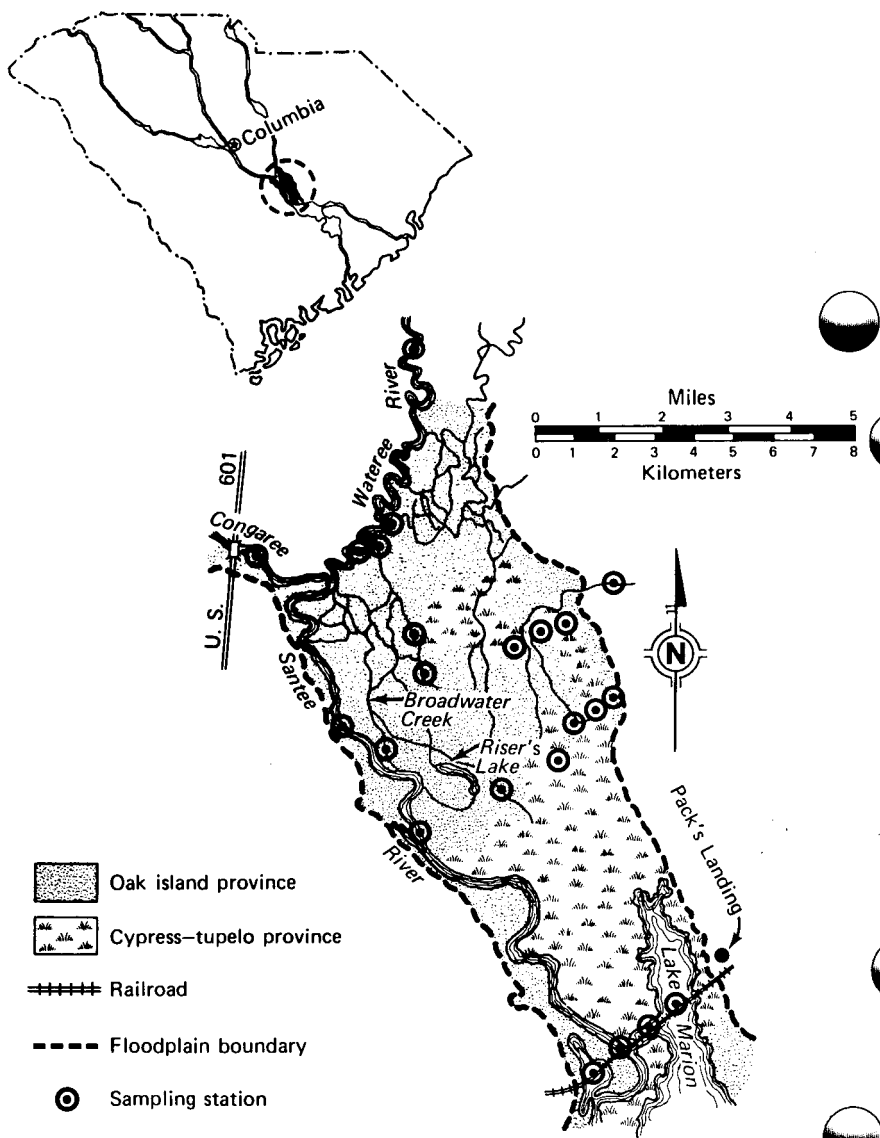 Columbia
Miles
0 1 2 3 4 5
0 1 2 3 4 5 6 7 8
Kilometers
River
Wateree
601
U. S.
Congaree
N
Santee
Broadwater
Creek
Riser's
Lake
River
Pack's Landing
Lake
Marion
Oak island province
Cypress–tupelo province
Railroad
Floodplain boundary
Sampling station